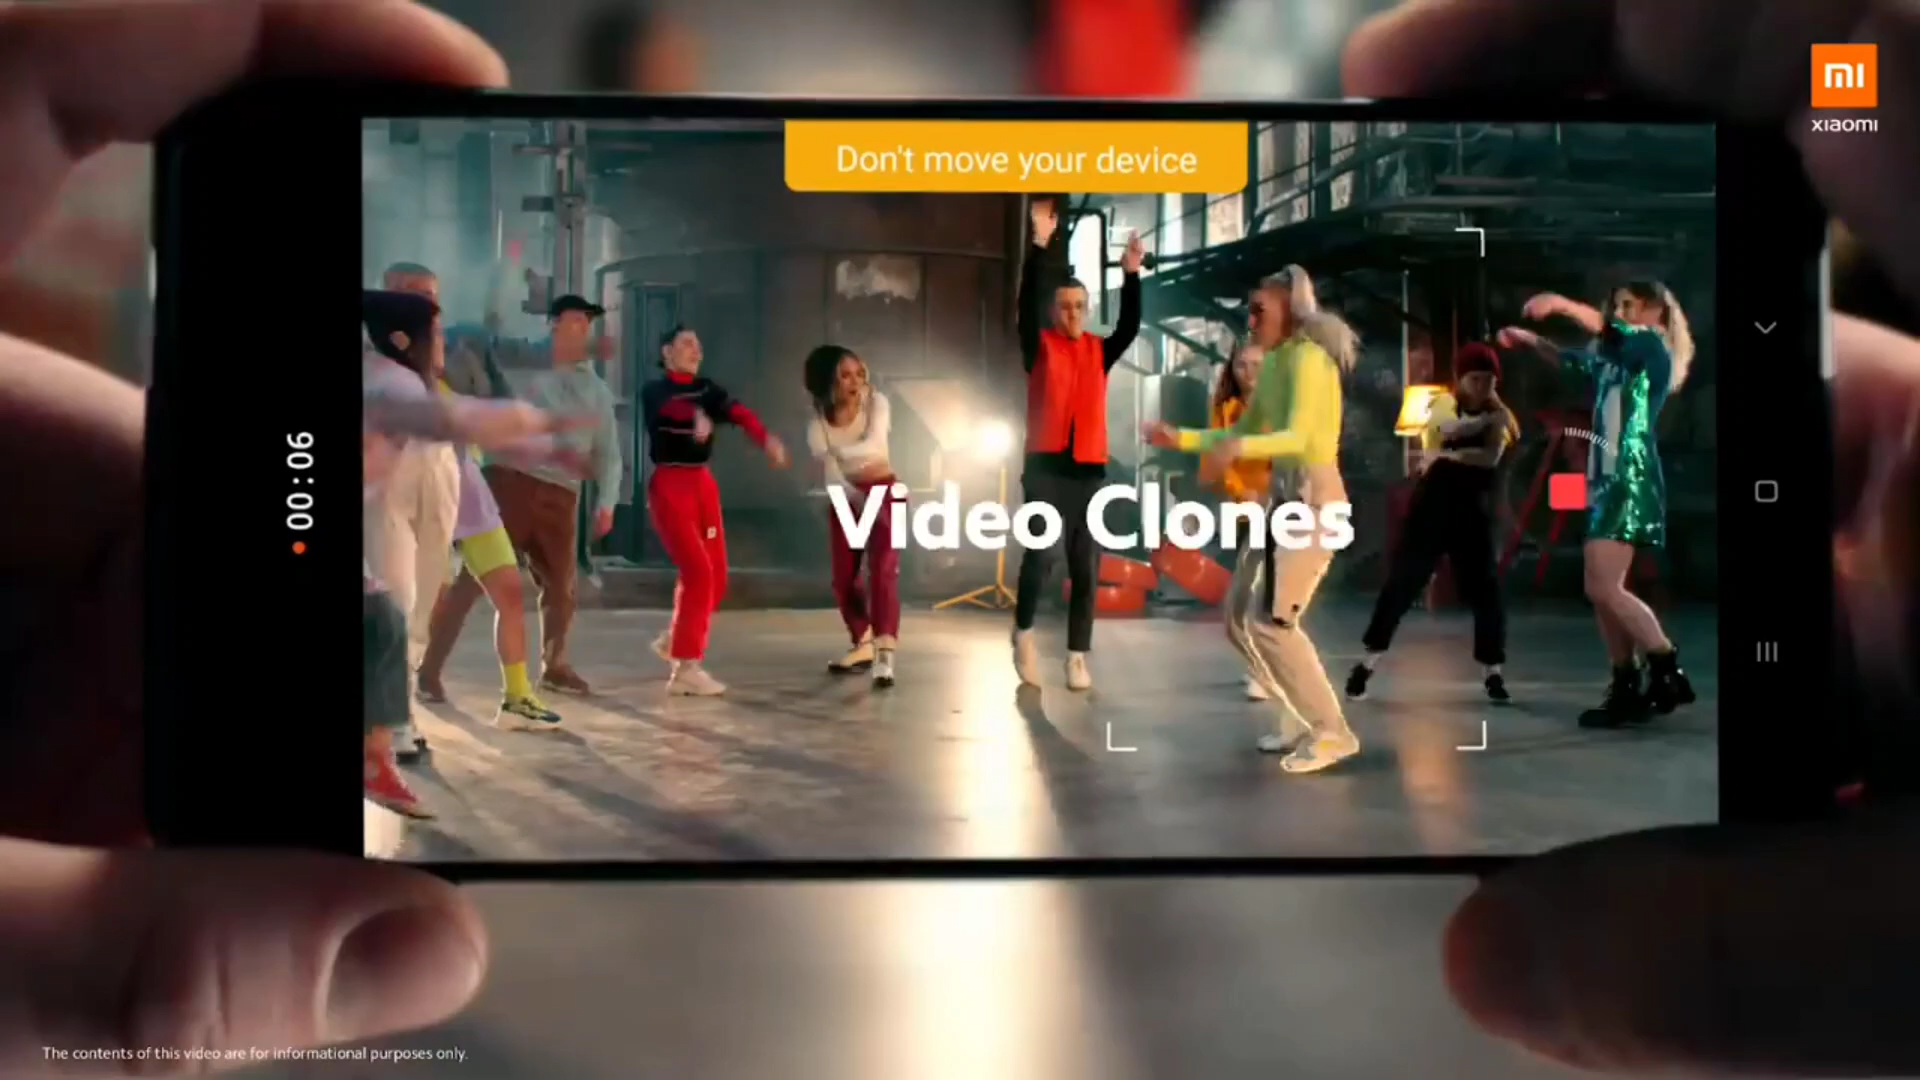 mi
xiaomi
Don't move your device
00:06
Video Clones
The contents of this video are for informational purposes only.